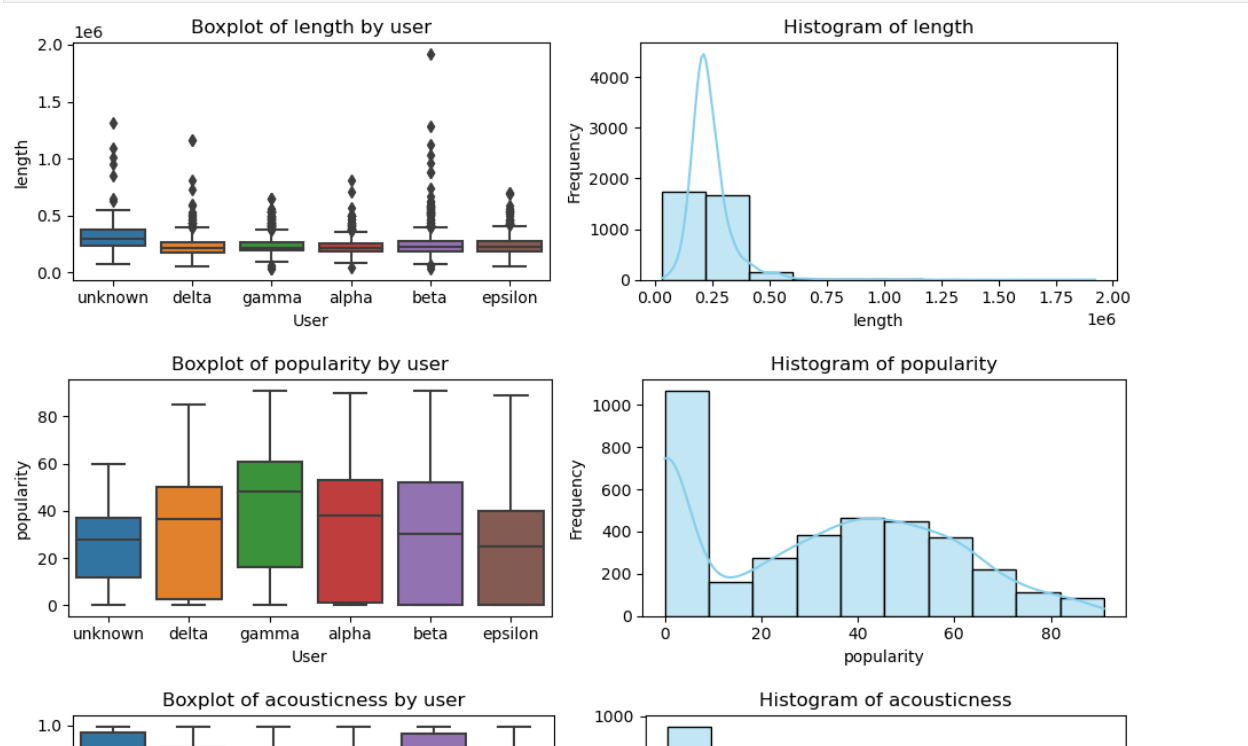 Boxplot of length by user
1e6
2.0
1.5
1.0
0.5
0.0
length
unknown delta gamma alpha beta epsilon
User
Histogram of length
4000
3000
2000
1000
0
Frequency
0.00 0.25 0.50 0.75 1.00 1.25 1.50 1.75 2.00
length
1e6
Boxplot of popularity by user
80
60
40
20
0
popularity
unknown delta gamma alpha beta epsilon
User
Histogram of popularity
1000
800
600
400
200
0
Frequency
0 20 40 60 80
popularity
Boxplot of acousticness by user
1.0
Histogram of acousticness
1000